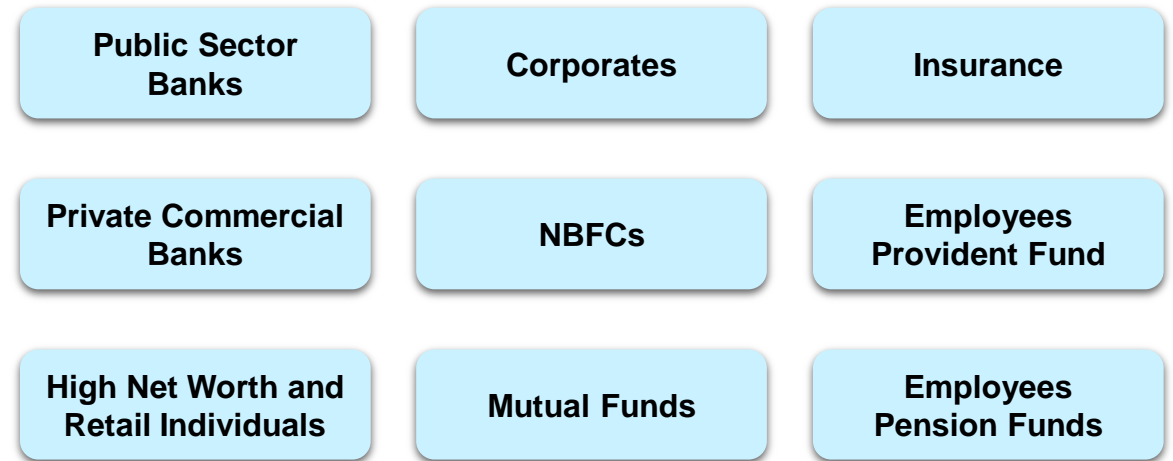 Public Sector
Banks
Corporates
Insurance
Private Commercial
Banks
NBFCs
Employees
Provident Fund
High Net Worth and
Retail Individuals
Mutual Funds
Employees
Pension Funds